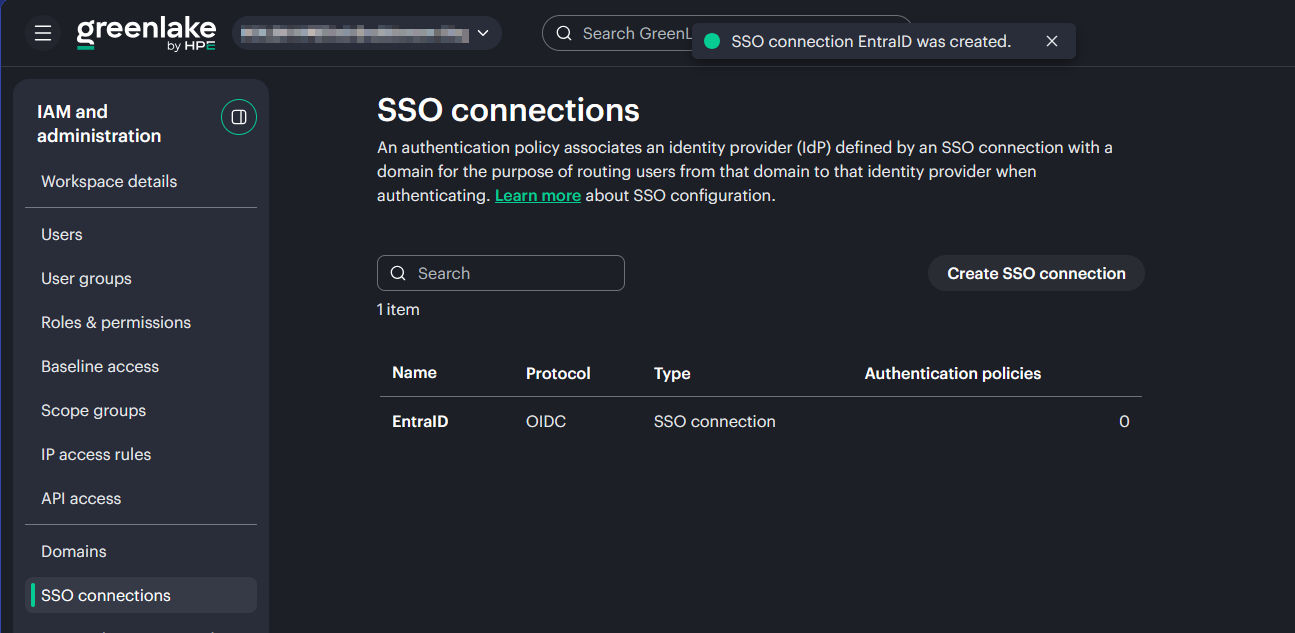 greenlake
by HPE
Search GreenL
SSO connection EntraID was created.
IAM and
administration
Workspace details
Users
User groups
Roles & permissions
Baseline access
Scope groups
IP access rules
API access
Domains
SSO connections
SSO connections
An authentication policy associates an identity provider (IdP) defined by an SSO connection with a
domain for the purpose of routing users from that domain to that identity provider when
authenticating. Learn more about SSO configuration.
Search
Create SSO connection
1 item
Name Protocol Type Authentication policies
EntraID OIDC SSO connection 0